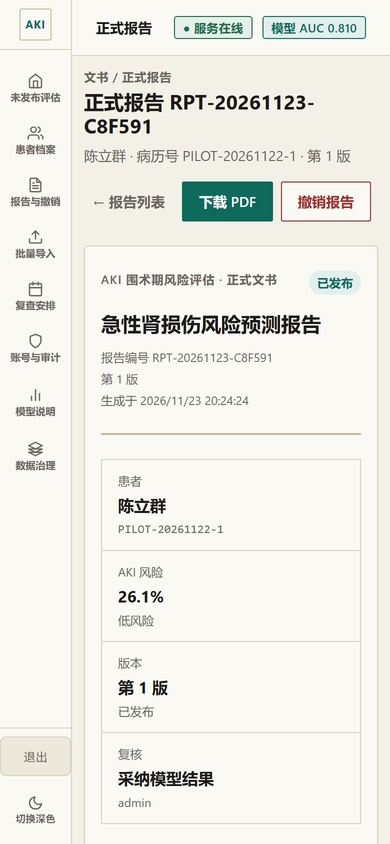 AKI
未发布评估
患者档案
报告与撤销
批量导入
复查安排
账号与审计
模型说明
数据治理
退出
切换深色
正式报告
● 服务在线
模型 AUC 0.810
文书 / 正式报告
正式报告 RPT-20261123-
C8F591
陈立群 · 病历号 PILOT-20261122-1 · 第 1 版
← 报告列表
下载 PDF
撤销报告
AKI 围术期风险评估 · 正式文书
已发布
急性肾损伤风险预测报告
报告编号 RPT-20261123-C8F591
第 1 版
生成于 2026/11/23 20:24:24
患者
陈立群
PILOT-20261122-1
AKI 风险
26.1%
低风险
版本
第 1 版
已发布
复核
采纳模型结果
admin